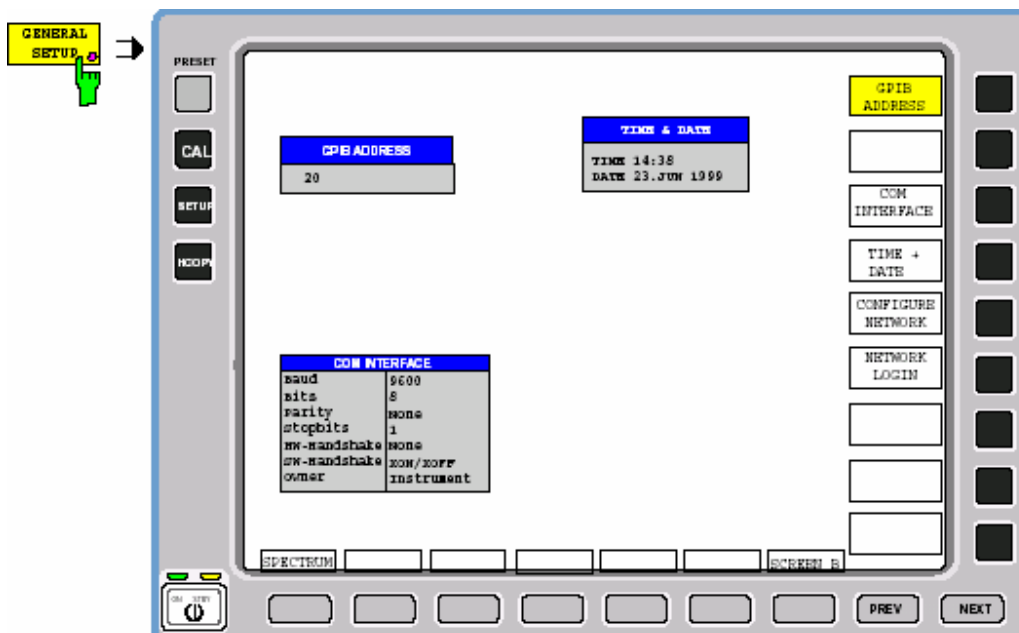 GENERAL
SETUP
PRESET
CAL
SETUP
HCOPY
GPIB ADDRESS
20
TIME & DATE
TIME 14:38
DATE 23.JUN 1999
COM INTERFACE
Baud 9600
Bits 8
Parity None
Stopbits 1
HW-Handshake None
SW-Handshake XON/XOFF
Owner Instrument
GPIB
ADDRESS
COM
INTERFACE
TIME +
DATE
CONFIGURE
NETWORK
NETWORK
LOGIN
SPECTRUM
SCREEN B
ON STBY
PREV
NEXT